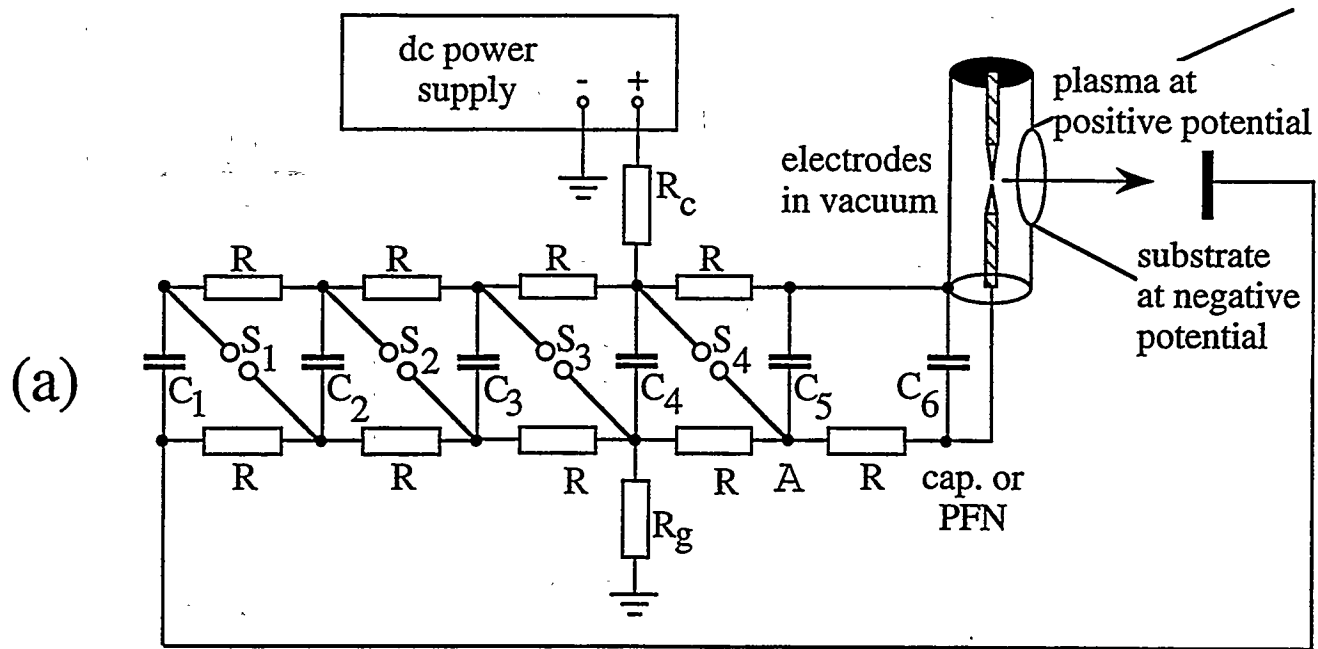 dc power
supply
- +
plasma at
positive potential
electrodes
in vacuum
R_c
substrate
at negative
potential
R R R R
(a)
S_1 S_2 S_3 S_4
C_1 C_2 C_3 C_4 C_5 C_6
R R R R A R
cap. or
PFN
R_g